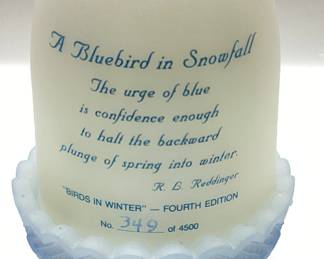 A Bluebird in Snowfall
The urge of blue
is confidence enough
to halt the backward
plunge of spring into winter.
R. L. Reddinger
"BIRDS IN WINTER" — FOURTH EDITION
No. 349 of 4500